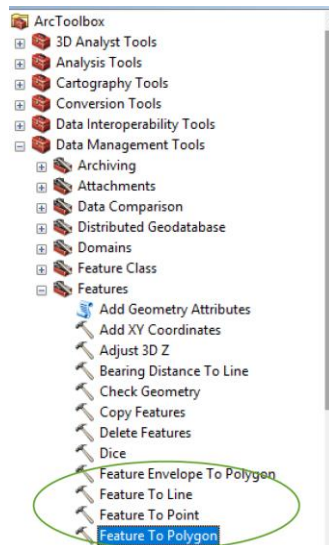 ArcToolbox
3D Analyst Tools
Analysis Tools
Cartography Tools
Conversion Tools
Data Interoperability Tools
Data Management Tools
Archiving
Attachments
Data Comparison
Distributed Geodatabase
Domains
Feature Class
Features
Add Geometry Attributes
Add XY Coordinates
Adjust 3D Z
Bearing Distance To Line
Check Geometry
Copy Features
Delete Features
Dice
Feature Envelope To Polygon
Feature To Line
Feature To Point
Feature To Polygon